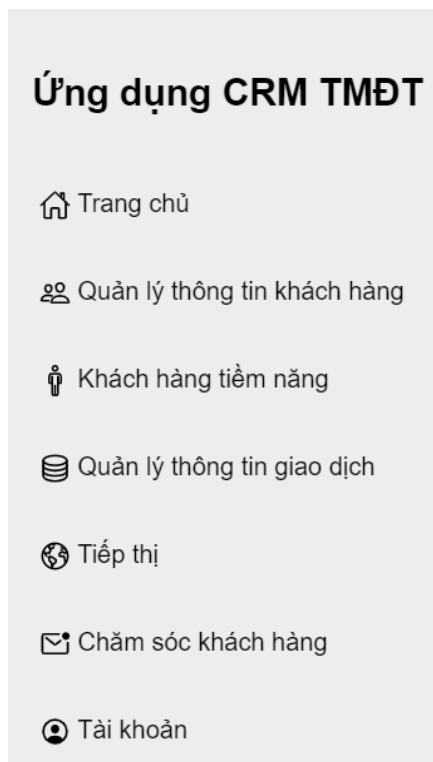 Ứng dụng CRM TMĐT
Trang chủ
Quản lý thông tin khách hàng
Khách hàng tiềm năng
Quản lý thông tin giao dịch
Tiếp thị
Chăm sóc khách hàng
Tài khoản